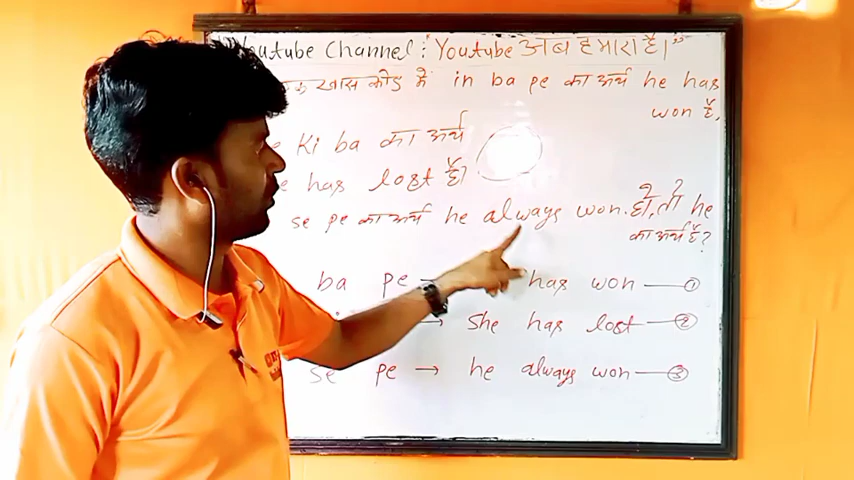 Youtube Channel : "Youtube अब हमारा है।"
खास कोड में in ba pe का अर्थ he has
won है,
Ki ba का अर्थ
has lost है।
se pe का अर्थ he always won. हो, तो he
का अर्थ है?
ba pe → has won — ①
→ She has lost — ②
se pe → he always won — ③